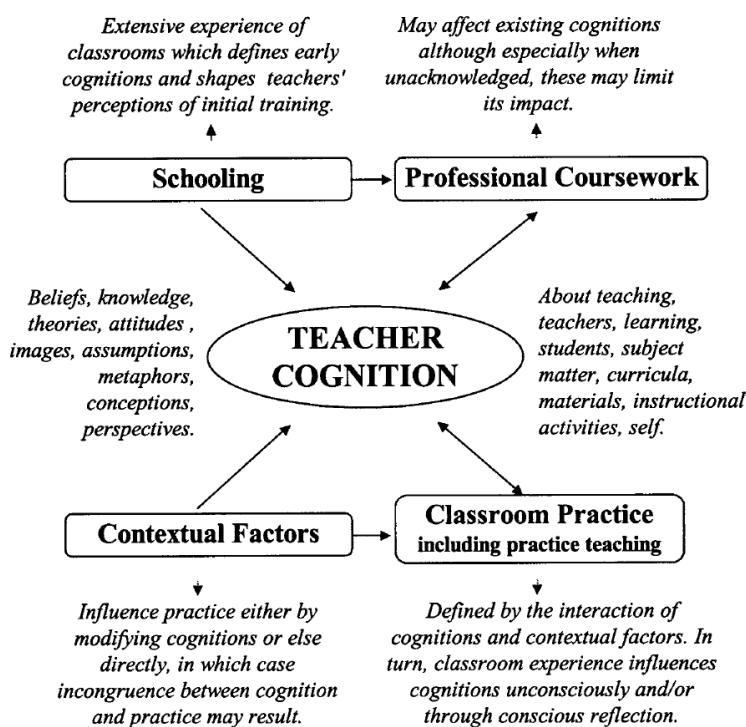 Extensive experience of
classrooms which defines early
cognitions and shapes teachers'
perceptions of initial training.
May affect existing cognitions
although especially when
unacknowledged, these may limit
its impact.
Schooling
Professional Coursework
Beliefs, knowledge,
theories, attitudes ,
images, assumptions,
metaphors,
conceptions,
perspectives.
TEACHER
COGNITION
About teaching,
teachers, learning,
students, subject
matter, curricula,
materials, instructional
activities, self.
Contextual Factors
Classroom Practice
including practice teaching
Influence practice either by
modifying cognitions or else
directly, in which case
incongruence between cognition
and practice may result.
Defined by the interaction of
cognitions and contextual factors. In
turn, classroom experience influences
cognitions unconsciously and/or
through conscious reflection.